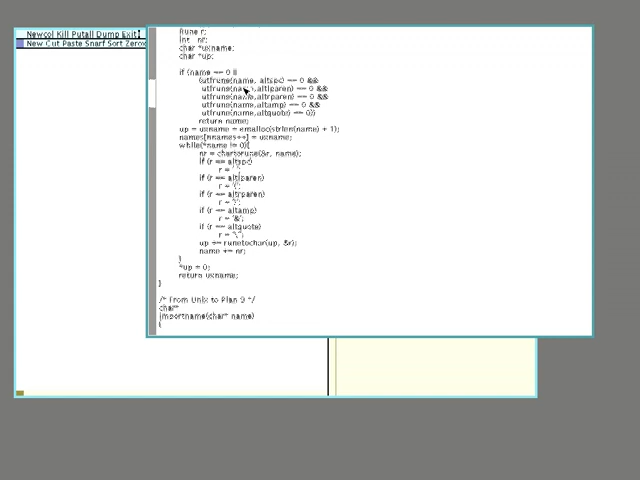 Newcol Kill Putall Dump Exit
New Cut Paste Snarf Sort Zerox
Rune r;
int nr;
char *uxname;
char *up;
if (name == 0 ||
(utfrune(name, altspc) == 0 &&
utfrune(name,altlparen) == 0 &&
utfrune(name,altrparen) == 0 &&
utfrune(name,altamp) == 0 &&
utfrune(name,altquote) == 0))
return name;
up = uxname = emalloc(strlen(name) + 1);
names[nnames++] = uxname;
while(*name != 0){
nr = chartorune(&r, name);
if (r == altspc)
r = ' ';
if (r == altlparen)
r = '(';
if (r == altrparen)
r = ')';
if (r == altamp)
r = '&';
if (r == altquote)
r = '\'';
up += runetochar(up, &r);
name += nr;
}
*up = 0;
return uxname;
}
/* from Unix to Plan 9 */
char*
importname(char* name)
{